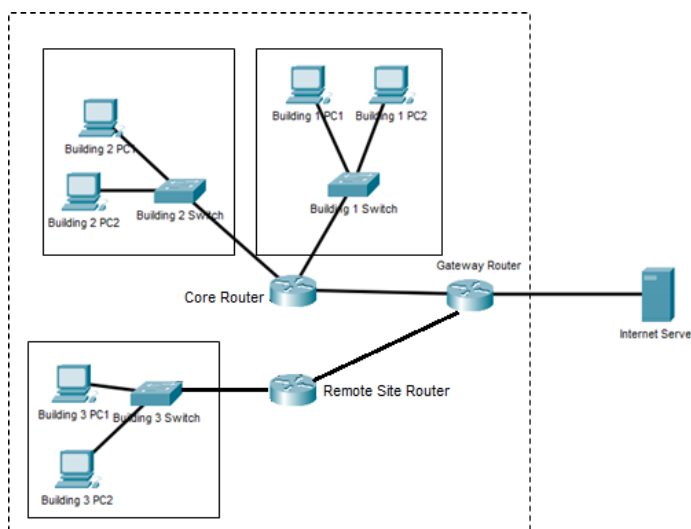 Building 1 PC1
Building 1 PC2
Building 2 PC1
Building 2 PC2
Building 2 Switch
Building 1 Switch
Gateway Router
Core Router
Internet Serve
Remote Site Router
Building 3 PC1
Building 3 Switch
Building 3 PC2